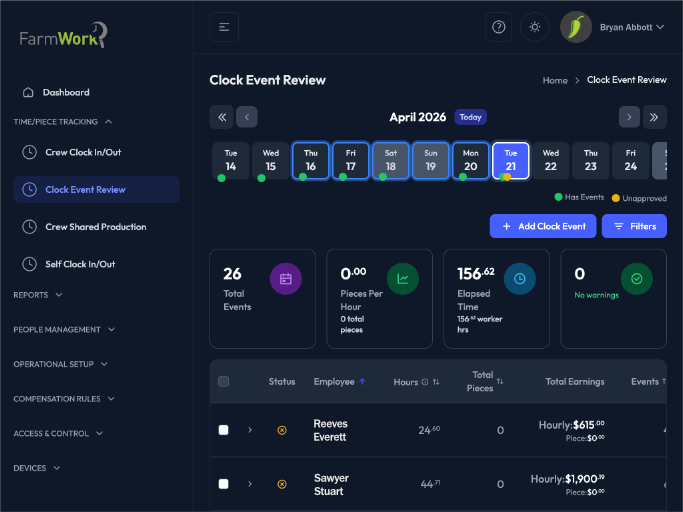 FarmWork
Bryan Abbott
Dashboard
TIME/PIECE TRACKING
Crew Clock In/Out
Clock Event Review
Crew Shared Production
Self Clock In/Out
REPORTS
PEOPLE MANAGEMENT
OPERATIONAL SETUP
COMPENSATION RULES
ACCESS & CONTROL
DEVICES
Clock Event Review
Home > Clock Event Review
April 2026 Today
Tue Wed Thu Fri Sat Sun Mon Tue Wed Thu Fri S
14 15 16 17 18 19 20 21 22 23 24 2
Has Events Unapproved
+ Add Clock Event Filters
26
Total
Events
0.00
Pieces Per
Hour
0 total
pieces
156.62
Elapsed
Time
156.62 worker
hrs
0
No warnings
Status Employee Hours Total Pieces Total Earnings Events
Reeves Everett 24.60 0 Hourly:$615.00
Piece:$0.00
Sawyer Stuart 44.71 0 Hourly:$1,900.19
Piece:$0.00